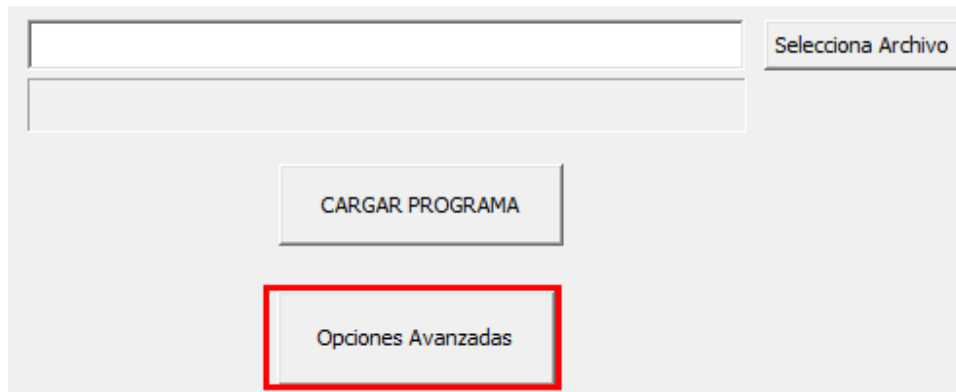 Selecciona Archivo
CARGAR PROGRAMA
Opciones Avanzadas